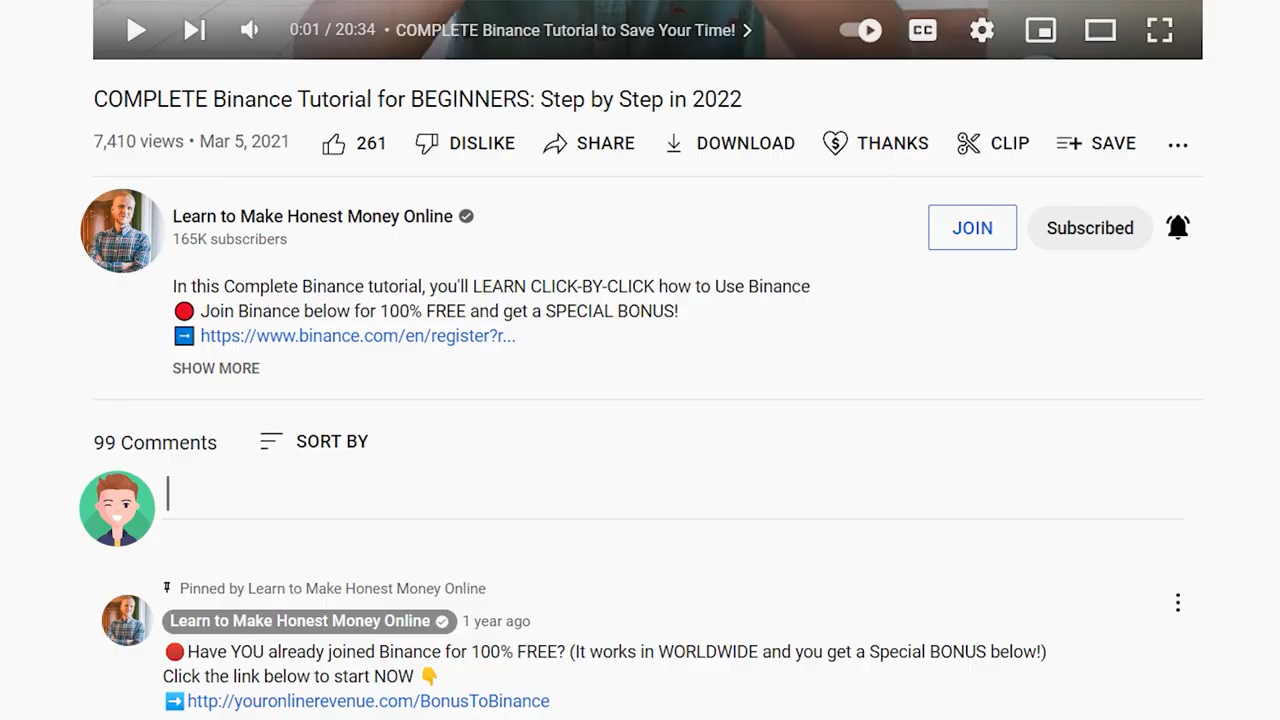 0:01 / 20:34 • COMPLETE Binance Tutorial to Save Your Time!
CC
COMPLETE Binance Tutorial for BEGINNERS: Step by Step in 2022
7,410 views • Mar 5, 2021 261 DISLIKE SHARE DOWNLOAD THANKS CLIP SAVE
Learn to Make Honest Money Online
165K subscribers
JOIN Subscribed
In this Complete Binance tutorial, you'll LEARN CLICK-BY-CLICK how to Use Binance
🔴 Join Binance below for 100% FREE and get a SPECIAL BONUS!
➡️ https://www.binance.com/en/register?r...
SHOW MORE
99 Comments SORT BY
Pinned by Learn to Make Honest Money Online
Learn to Make Honest Money Online 1 year ago
🔴Have YOU already joined Binance for 100% FREE? (It works in WORLDWIDE and you get a Special BONUS below!)
Click the link below to start NOW 👇
➡️http://youronlinerevenue.com/BonusToBinance